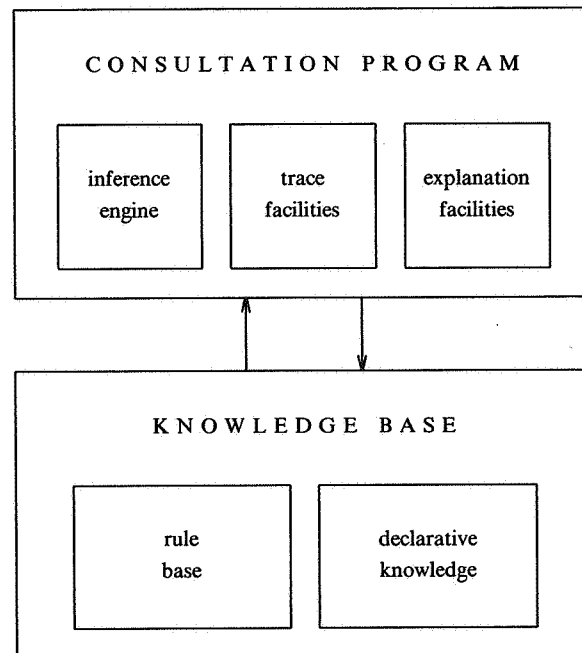 CONSULTATION PROGRAM
inference
engine
trace
facilities
explanation
facilities
KNOWLEDGE BASE
rule
base
declarative
knowledge